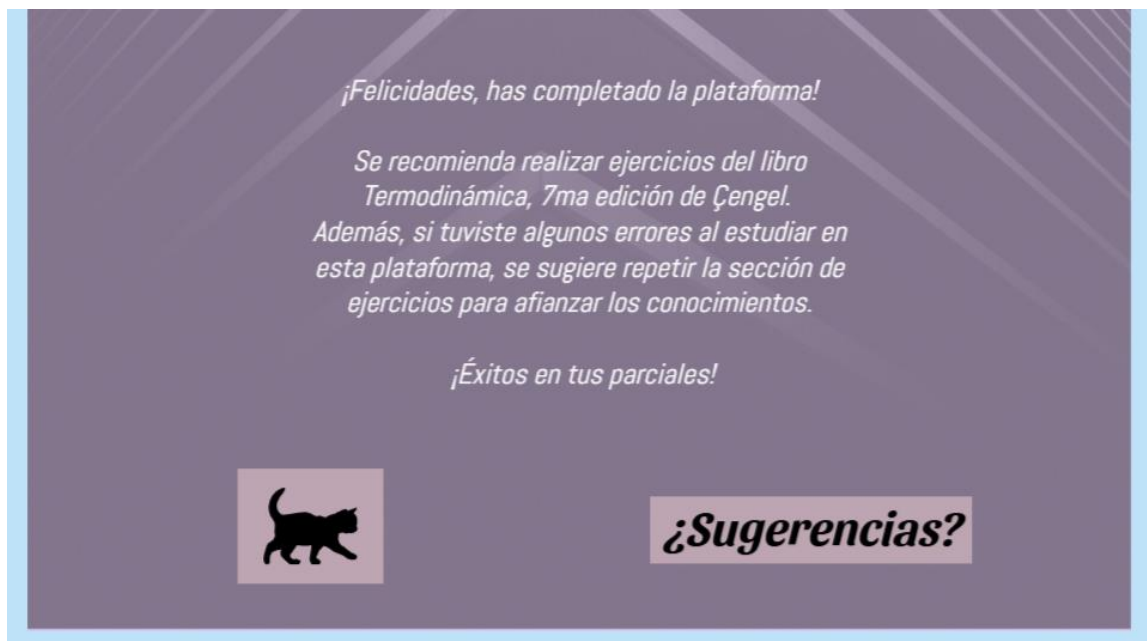 ¡Felicidades, has completado la plataforma!
Se recomienda realizar ejercicios del libro
Termodinámica, 7ma edición de Çengel.
Además, si tuviste algunos errores al estudiar en
esta plataforma, se sugiere repetir la sección de
ejercicios para afianzar los conocimientos.
¡Éxitos en tus parciales!
¿Sugerencias?